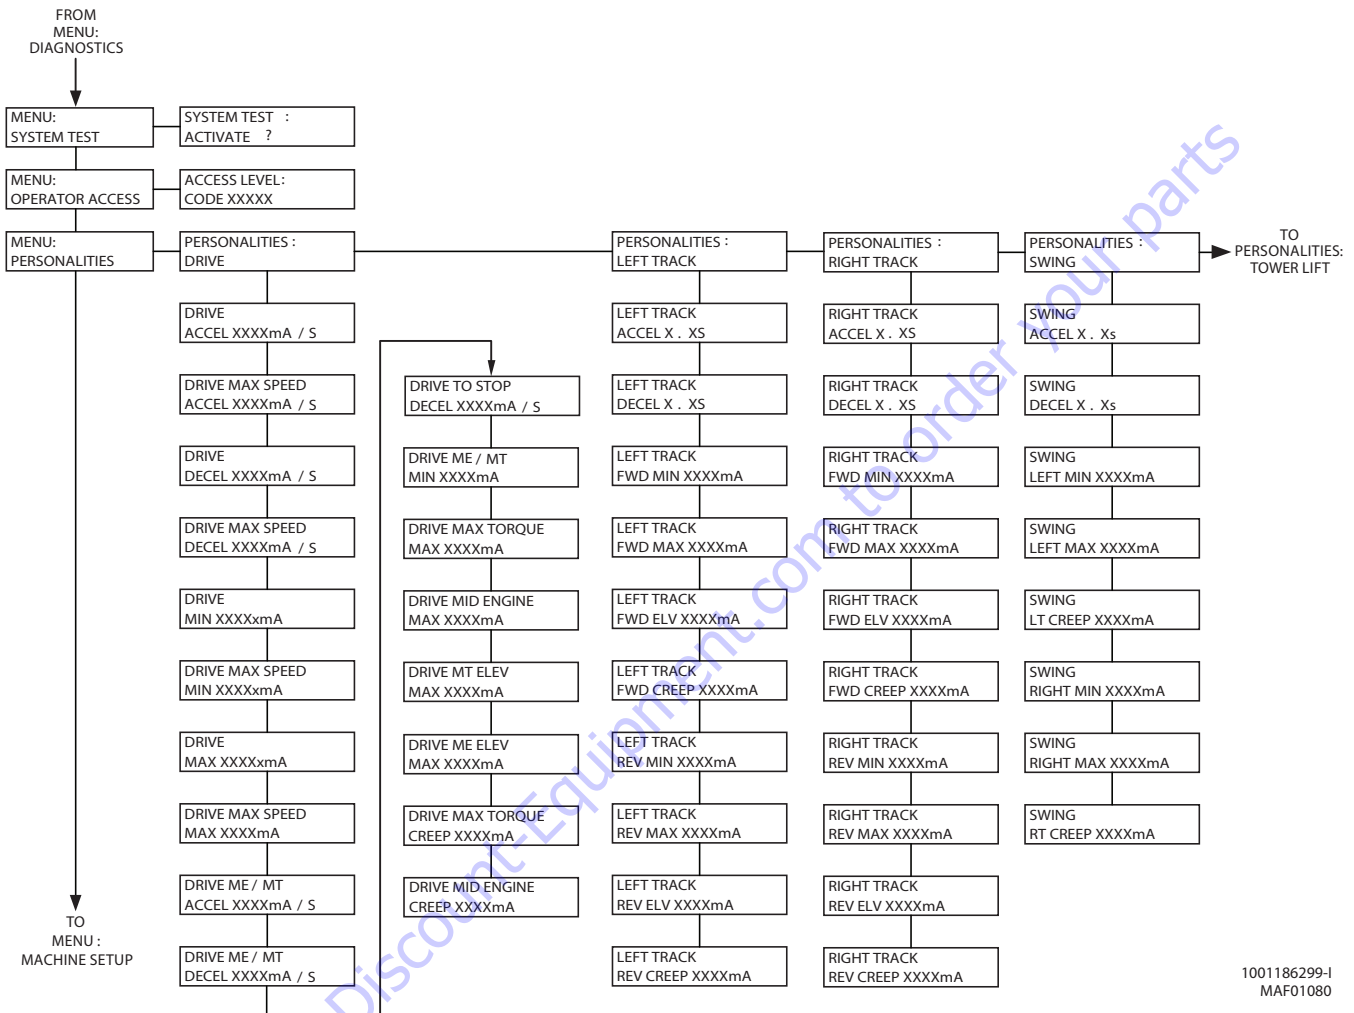 FROM
MENU:
DIAGNOSTICS
MENU:
SYSTEM TEST
SYSTEM TEST :
ACTIVATE ?
MENU:
OPERATOR ACCESS
ACCESS LEVEL:
CODE XXXXX
MENU:
PERSONALITIES
TO
MENU :
MACHINE SETUP
PERSONALITIES :
DRIVE
DRIVE
ACCEL XXXXmA / S
DRIVE MAX SPEED
ACCEL XXXXmA / S
DRIVE
DECEL XXXXmA / S
DRIVE MAX SPEED
DECEL XXXXmA / S
DRIVE
MIN XXXXxmA
DRIVE MAX SPEED
MIN XXXXxmA
DRIVE
MAX XXXXxmA
DRIVE MAX SPEED
MAX XXXXmA
DRIVE ME / MT
ACCEL XXXXmA / S
DRIVE ME / MT
DECEL XXXXmA / S
DRIVE TO STOP
DECEL XXXXmA / S
DRIVE ME / MT
MIN XXXXmA
DRIVE MAX TORQUE
MAX XXXXmA
DRIVE MID ENGINE
MAX XXXXmA
DRIVE MT ELEV
MAX XXXXmA
DRIVE ME ELEV
MAX XXXXmA
DRIVE MAX TORQUE
CREEP XXXXmA
DRIVE MID ENGINE
CREEP XXXXmA
PERSONALITIES :
LEFT TRACK
LEFT TRACK
ACCEL X . XS
LEFT TRACK
DECEL X . XS
LEFT TRACK
FWD MIN XXXXmA
LEFT TRACK
FWD MAX XXXXmA
LEFT TRACK
FWD ELV XXXXmA
LEFT TRACK
FWD CREEP XXXXmA
LEFT TRACK
REV MIN XXXXmA
LEFT TRACK
REV MAX XXXXmA
LEFT TRACK
REV ELV XXXXmA
LEFT TRACK
REV CREEP XXXXmA
PERSONALITIES :
RIGHT TRACK
RIGHT TRACK
ACCEL X . XS
RIGHT TRACK
DECEL X . XS
RIGHT TRACK
FWD MIN XXXXmA
RIGHT TRACK
FWD MAX XXXXmA
RIGHT TRACK
FWD ELV XXXXmA
RIGHT TRACK
FWD CREEP XXXXmA
RIGHT TRACK
REV MIN XXXXmA
RIGHT TRACK
REV MAX XXXXmA
RIGHT TRACK
REV ELV XXXXmA
RIGHT TRACK
REV CREEP XXXXmA
PERSONALITIES :
SWING
SWING
ACCEL X . Xs
SWING
DECEL X . Xs
SWING
LEFT MIN XXXXmA
SWING
LEFT MAX XXXXmA
SWING
LT CREEP XXXXmA
SWING
RIGHT MIN XXXXmA
SWING
RIGHT MAX XXXXmA
SWING
RT CREEP XXXXmA
TO
PERSONALITIES:
TOWER LIFT
1001186299-I
MAF01080
Discount-Equipment.com to order your parts